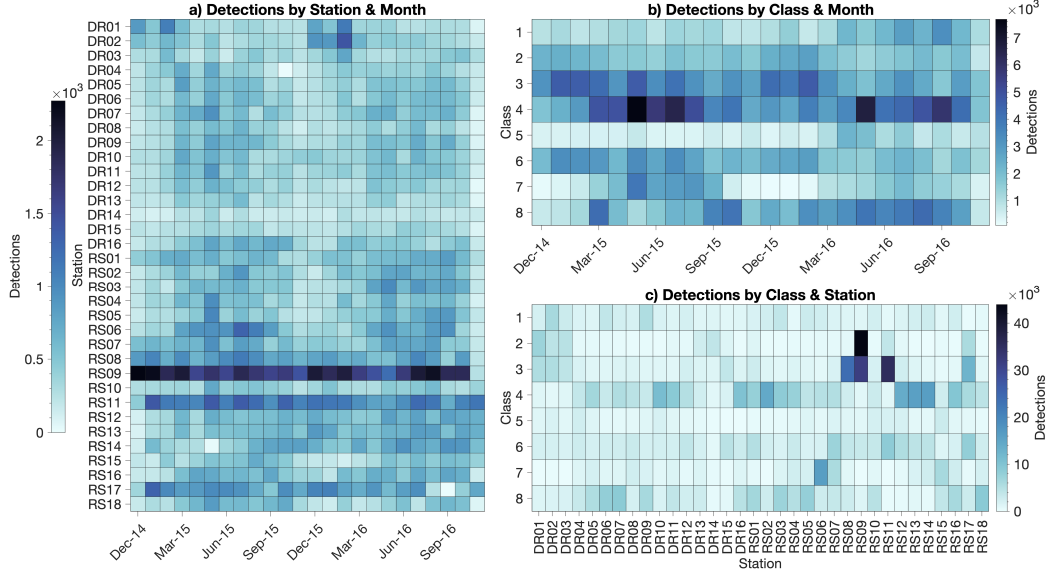 a) Detections by Station & Month
DR01
DR02
DR03
DR04
DR05
DR06
DR07
DR08
DR09
DR10
DR11
DR12
DR13
DR14
DR15
DR16
RS01
RS02
RS03
RS04
RS05
RS06
RS07
RS08
RS09
RS10
RS11
RS12
RS13
RS14
RS15
RS16
RS17
RS18
Station
Dec-14
Mar-15
Jun-15
Sep-15
Dec-15
Mar-16
Jun-16
Sep-16
×10³
2
1.5
1
0.5
0
Detections
b) Detections by Class & Month
1
2
3
4
5
6
7
8
Class
Dec-14
Mar-15
Jun-15
Sep-15
Dec-15
Mar-16
Jun-16
Sep-16
×10³
7
6
5
4
3
2
1
Detections
c) Detections by Class & Station
1
2
3
4
5
6
7
8
Class
DR01
DR02
DR03
DR04
DR05
DR06
DR07
DR08
DR09
DR10
DR11
DR12
DR13
DR14
DR15
DR16
RS01
RS02
RS03
RS04
RS05
RS06
RS07
RS08
RS09
RS10
RS11
RS12
RS13
RS14
RS15
RS16
RS17
RS18
Station
×10³
40
30
20
10
0
Detections